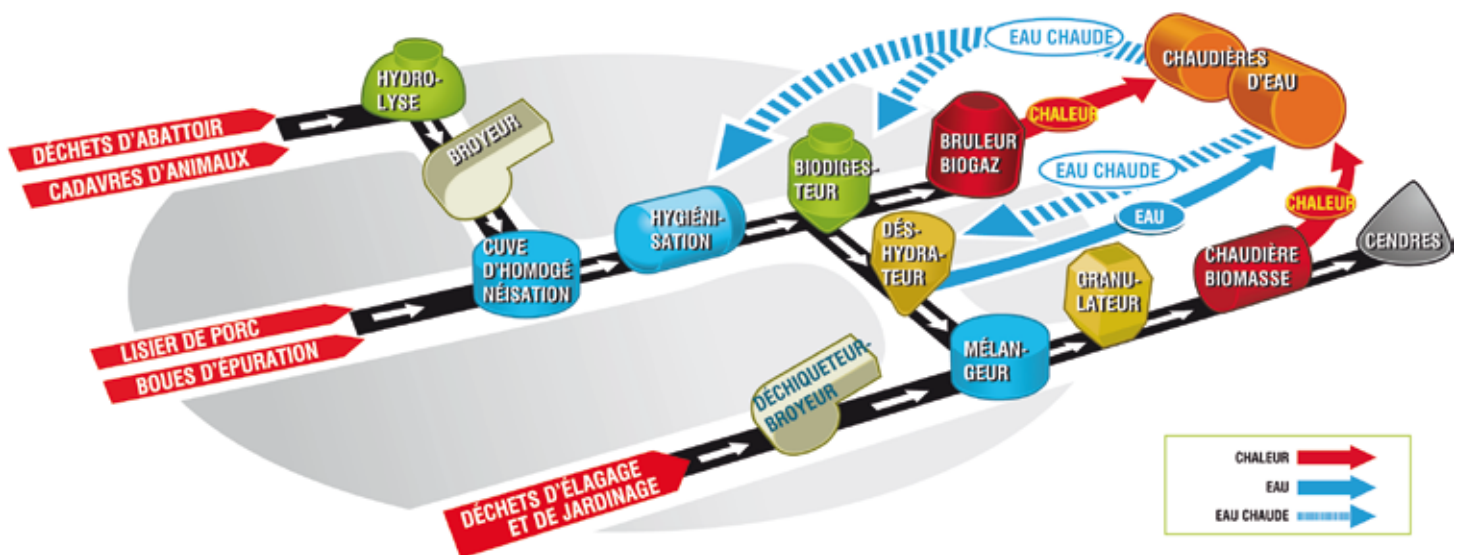 DÉCHETS D'ABATTOIR
CADAVRES D'ANIMAUX
HYDRO-
LYSE
BROYEUR
LISIER DE PORC
BOUES D'ÉPURATION
CUVE
D'HOMOGÉ
NÉISATION
HYGIÉNI-
SATION
BIODIGES-
TEUR
BRULEUR
BIOGAZ
CHALEUR
EAU CHAUDE
CHAUDIÈRES
D'EAU
EAU CHAUDE
EAU
DÉS-
HYDRA-
TEUR
DÉCHETS D'ÉLAGAGE
ET DE JARDINAGE
DÉCHIQUETEUR-
BROYEUR
MÉLAN-
GEUR
GRANU-
LATEUR
CHAUDIÈRE
BIOMASSE
CHALEUR
CENDRES
CHALEUR
EAU
EAU CHAUDE